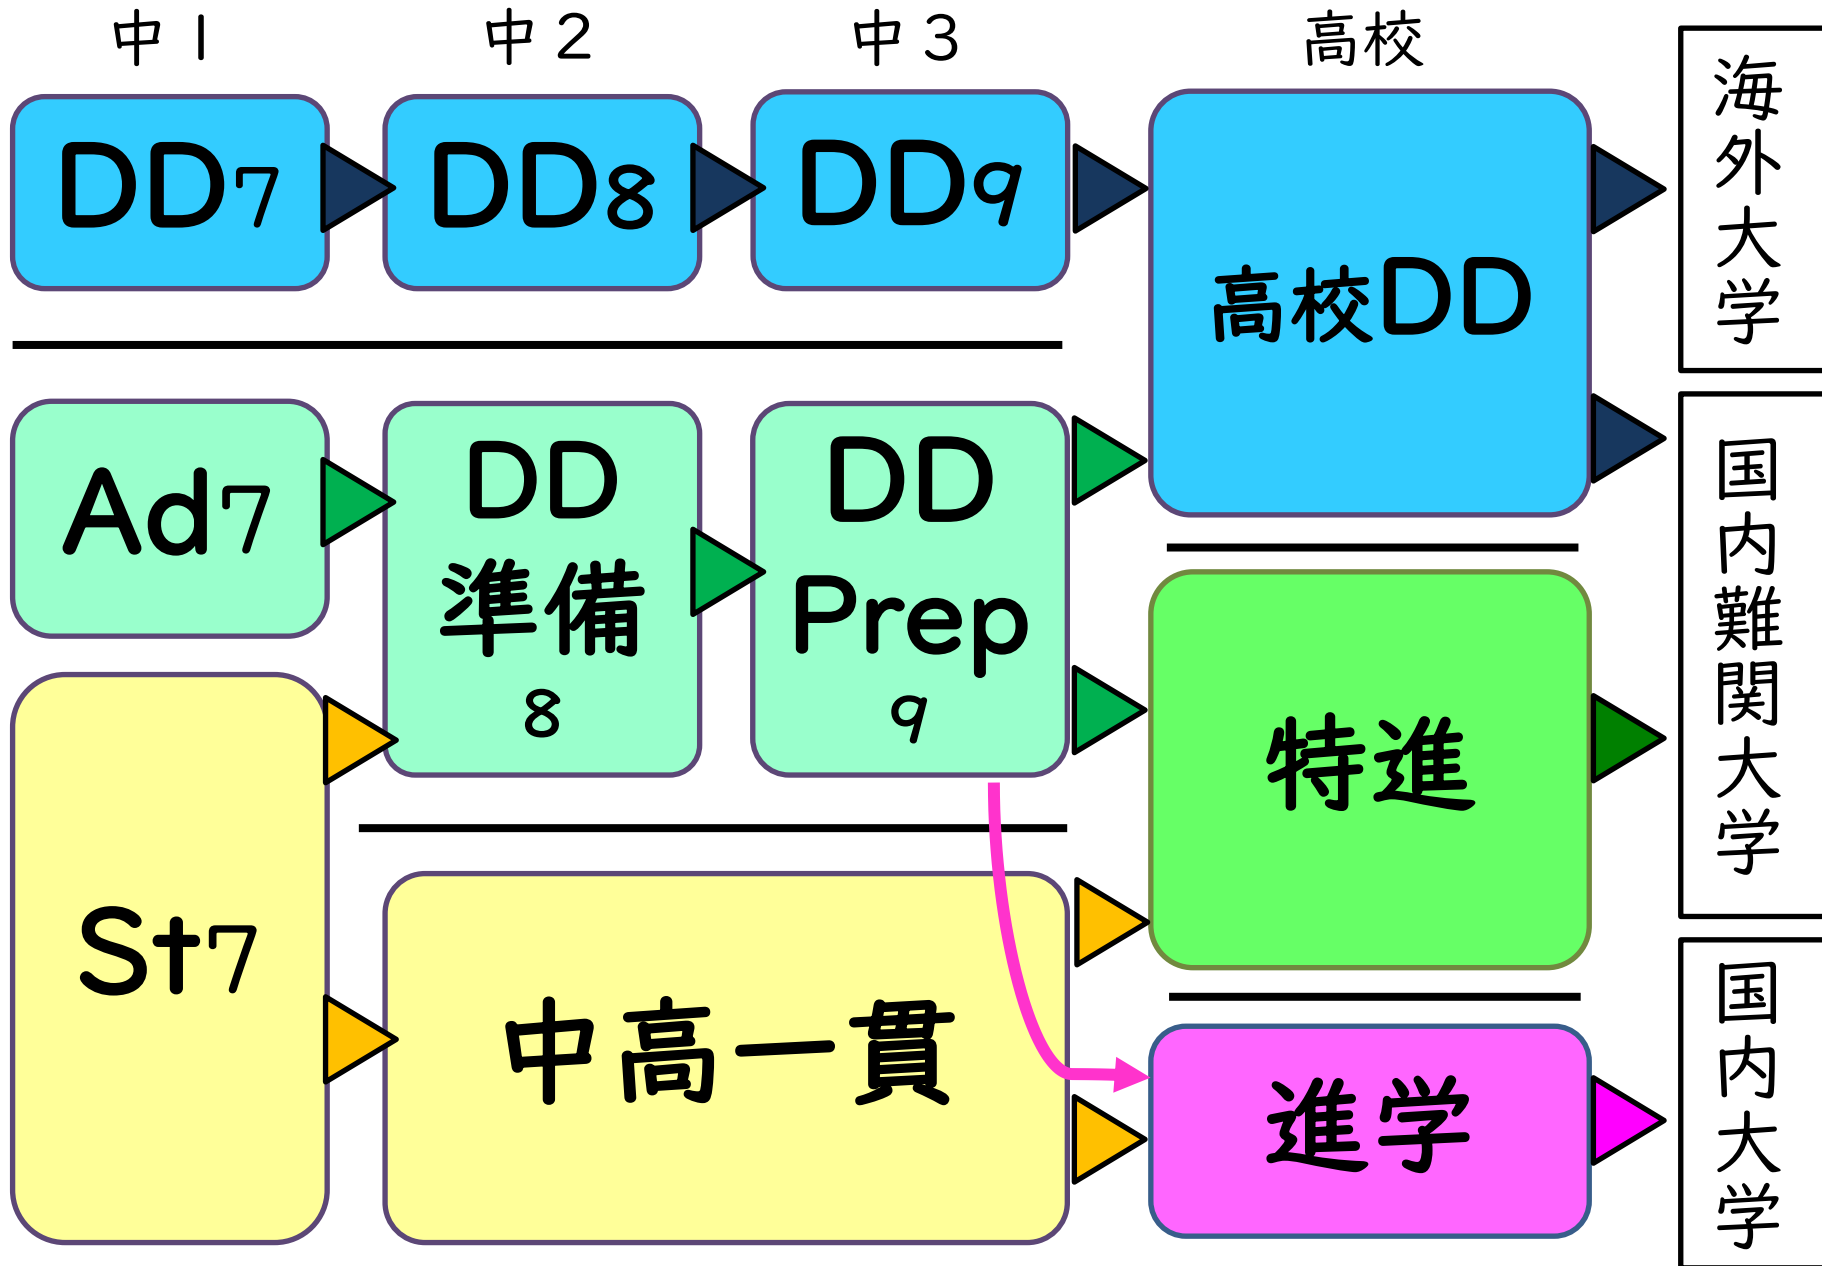 中1 中2 中3 高校
DD7
DD8
DD9
高校DD
海外大学
Ad7
DD
準備
8
DD
Prep
9
国内難関大学
特進
St7
中高一貫
進学
国内大学